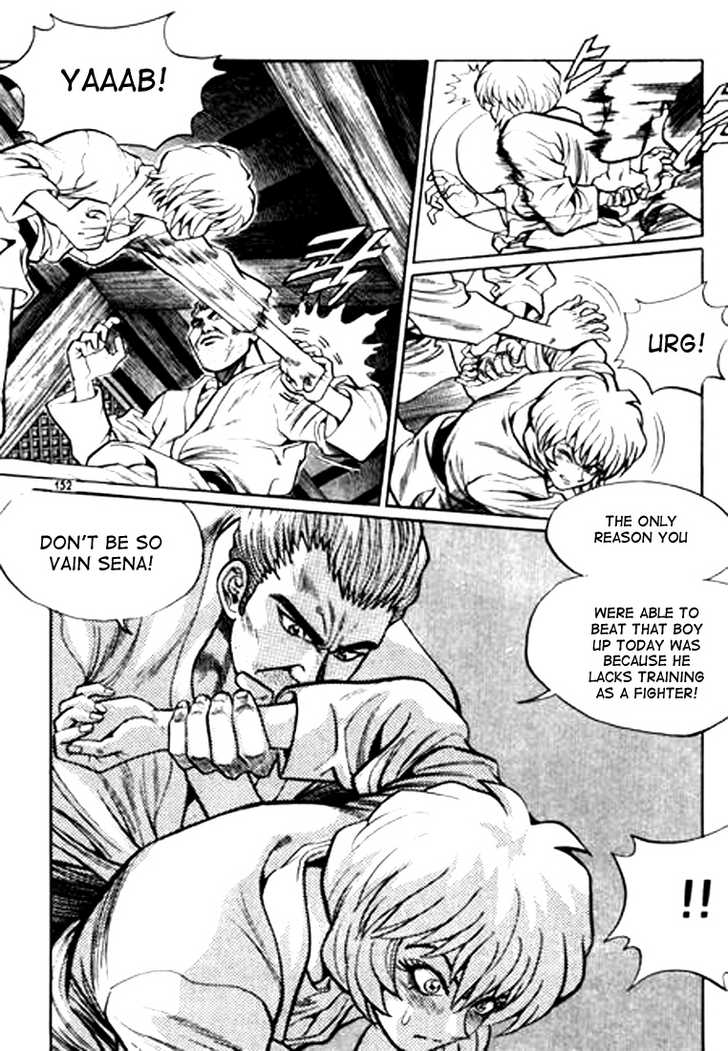 YAAAB!
URG!
152
DON'T BE SO
VAIN SENA!
THE ONLY
REASON YOU
WERE ABLE TO
BEAT THAT BOY
UP TODAY WAS
BECAUSE HE
LACKS TRAINING
AS A FIGHTER!
!!